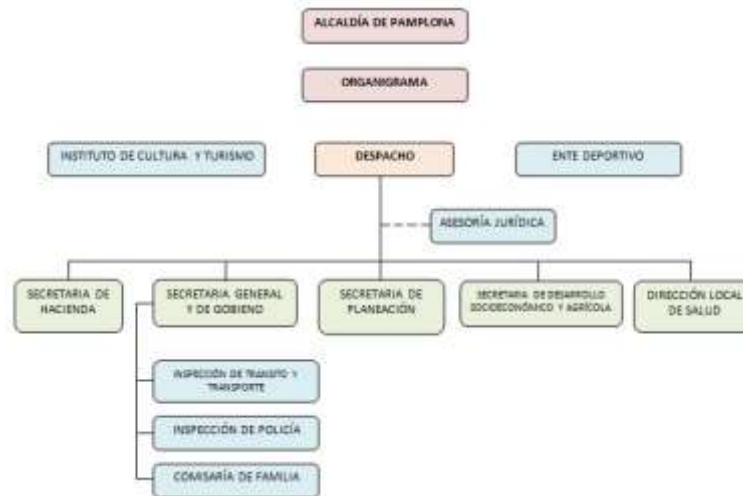 ALCALDÍA DE PAMPLONA
ORGANIGRAMA
INSTITUTO DE CULTURA Y TURISMO
DESPACHO
ENTE DEPORTIVO
ASESORÍA JURÍDICA
SECRETARIA DE
HACIENDA
SECRETARIA GENERAL
Y DE GOBIENO
SECRETARIA DE
PLANEACIÓN
SECRETARIA DE DESARROLLO
SOCIOECONÓMICO Y AGRÍCOLA
DIRECCIÓN LOCAL
DE SALUD
INSPECCIÓN DE TRANSITO Y
TRANSPORTE
INSPECCIÓN DE POLICÍA
COMISARÍA DE FAMILIA